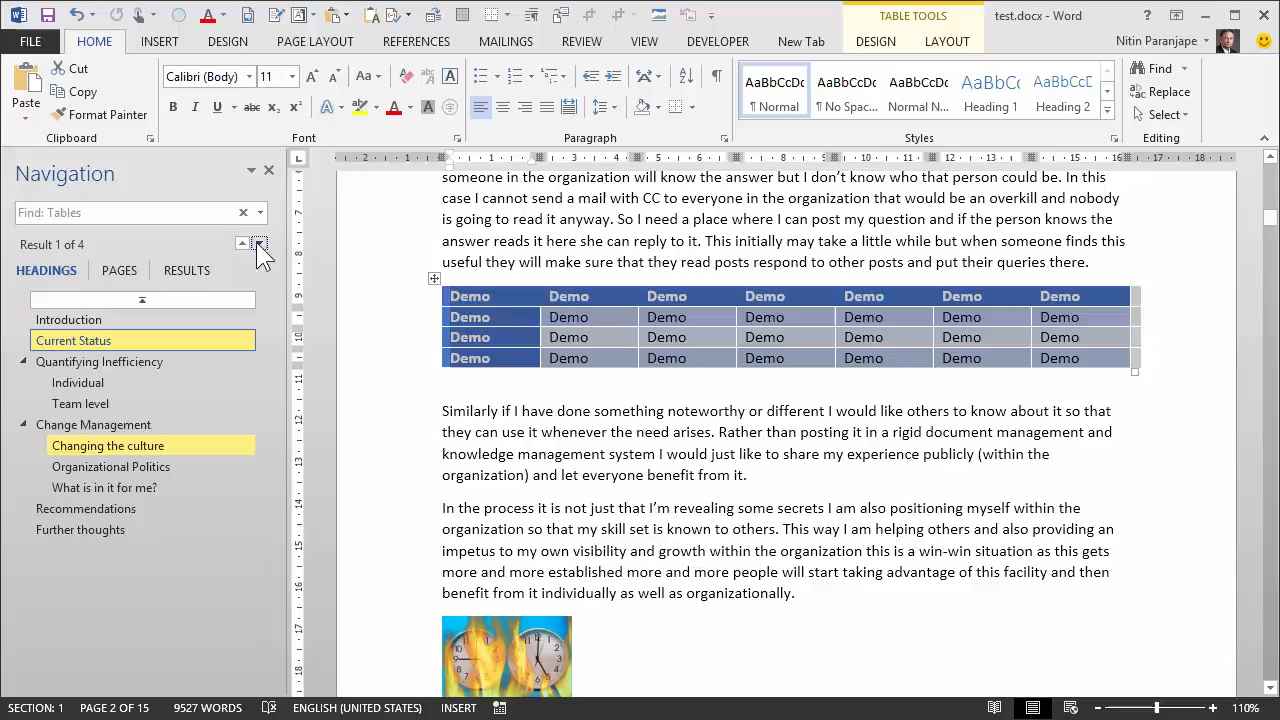 TABLE TOOLS
test.docx - Word
FILE HOME INSERT DESIGN PAGE LAYOUT REFERENCES MAILINGS REVIEW VIEW DEVELOPER New Tab DESIGN LAYOUT Nitin Paranjape
Paste
Cut
Copy
Format Painter
Clipboard
Calibri (Body) 11
Font
Paragraph
AaBbCcDc AaBbCcDc AaBbCcDc AaBbC AaBbCcD
¶ Normal ¶ No Spac... Normal N... Heading 1 Heading 2
Styles
Find
Replace
Select
Editing
Navigation
Find: Tables
Result 1 of 4
HEADINGS PAGES RESULTS
Introduction
Current Status
Quantifying Inefficiency
Individual
Team level
Change Management
Changing the culture
Organizational Politics
What is in it for me?
Recommendations
Further thoughts
someone in the organization will know the answer but I don't know who that person could be. In this
case I cannot send a mail with CC to everyone in the organization that would be an overkill and nobody
is going to read it anyway. So I need a place where I can post my question and if the person knows the
answer reads it here she can reply to it. This initially may take a little while but when someone finds this
useful they will make sure that they read posts respond to other posts and put their queries there.
Demo Demo Demo Demo Demo Demo Demo
Demo Demo Demo Demo Demo Demo Demo
Demo Demo Demo Demo Demo Demo Demo
Demo Demo Demo Demo Demo Demo Demo
Similarly if I have done something noteworthy or different I would like others to know about it so that
they can use it whenever the need arises. Rather than posting it in a rigid document management and
knowledge management system I would just like to share my experience publicly (within the
organization) and let everyone benefit from it.
In the process it is not just that I'm revealing some secrets I am also positioning myself within the
organization so that my skill set is known to others. This way I am helping others and also providing an
impetus to my own visibility and growth within the organization this is a win-win situation as this gets
more and more established more and more people will start taking advantage of this facility and then
benefit from it individually as well as organizationally.
SECTION: 1 PAGE 2 OF 15 9527 WORDS ENGLISH (UNITED STATES) INSERT 110%